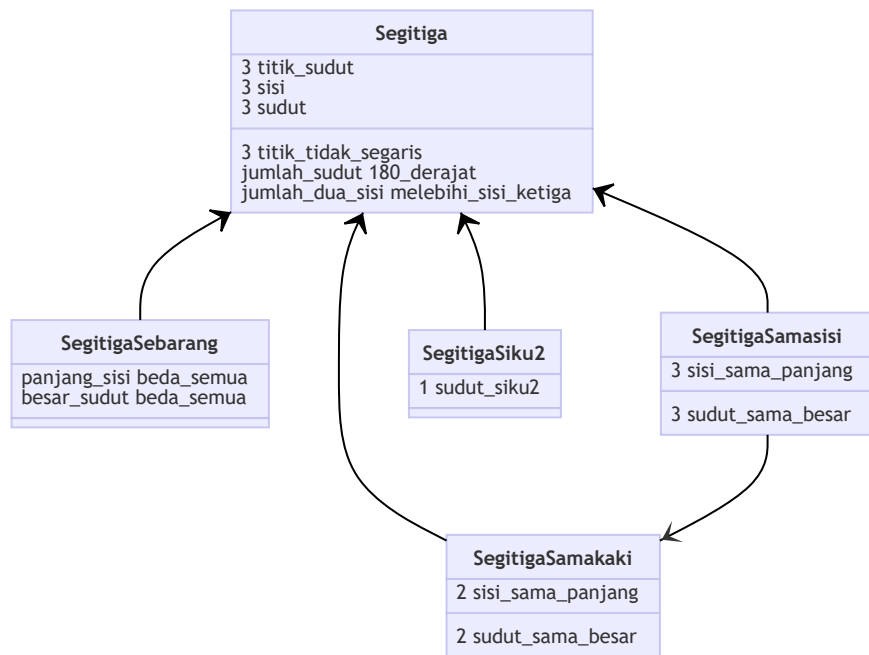 Segitiga
3 titik_sudut
3 sisi
3 sudut
3 titik_tidak_segaris
jumlah_sudut 180_derajat
jumlah_dua_sisi melebihi_sisi_ketiga
SegitigaSebarang
panjang_sisi beda_semua
besar_sudut beda_semua
SegitigaSiku2
1 sudut_siku2
SegitigaSamasisi
3 sisi_sama_panjang
3 sudut_sama_besar
SegitigaSamakaki
2 sisi_sama_panjang
2 sudut_sama_besar